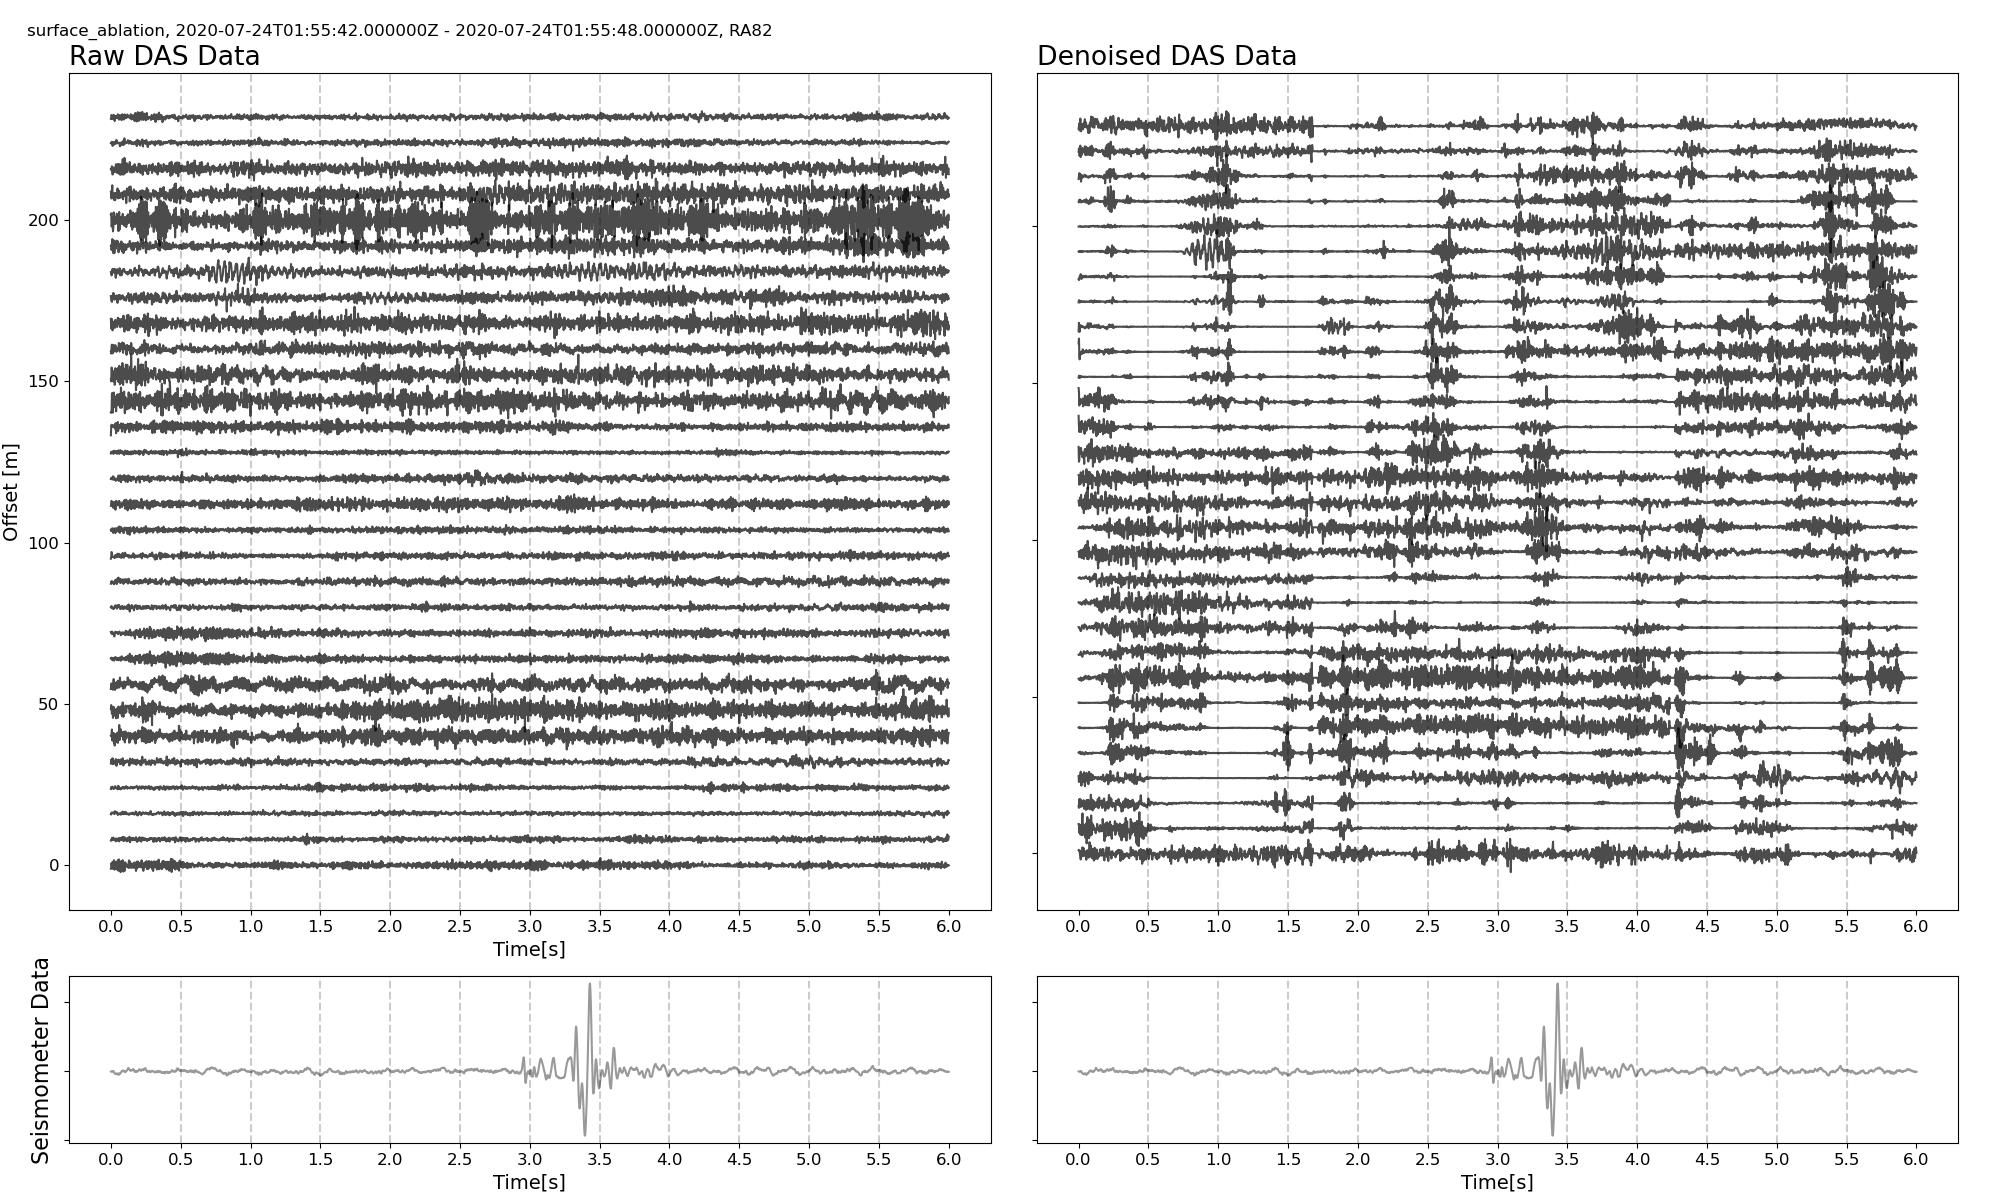 surface_ablation, 2020-07-24T01:55:42.000000Z - 2020-07-24T01:55:48.000000Z, RA82
Raw DAS Data
Denoised DAS Data
Offset [m]
200
150
100
50
0
0.0 0.5 1.0 1.5 2.0 2.5 3.0 3.5 4.0 4.5 5.0 5.5 6.0
Time[s]
0.0 0.5 1.0 1.5 2.0 2.5 3.0 3.5 4.0 4.5 5.0 5.5 6.0
Seismometer Data
0.0 0.5 1.0 1.5 2.0 2.5 3.0 3.5 4.0 4.5 5.0 5.5 6.0
Time[s]
0.0 0.5 1.0 1.5 2.0 2.5 3.0 3.5 4.0 4.5 5.0 5.5 6.0
Time[s]